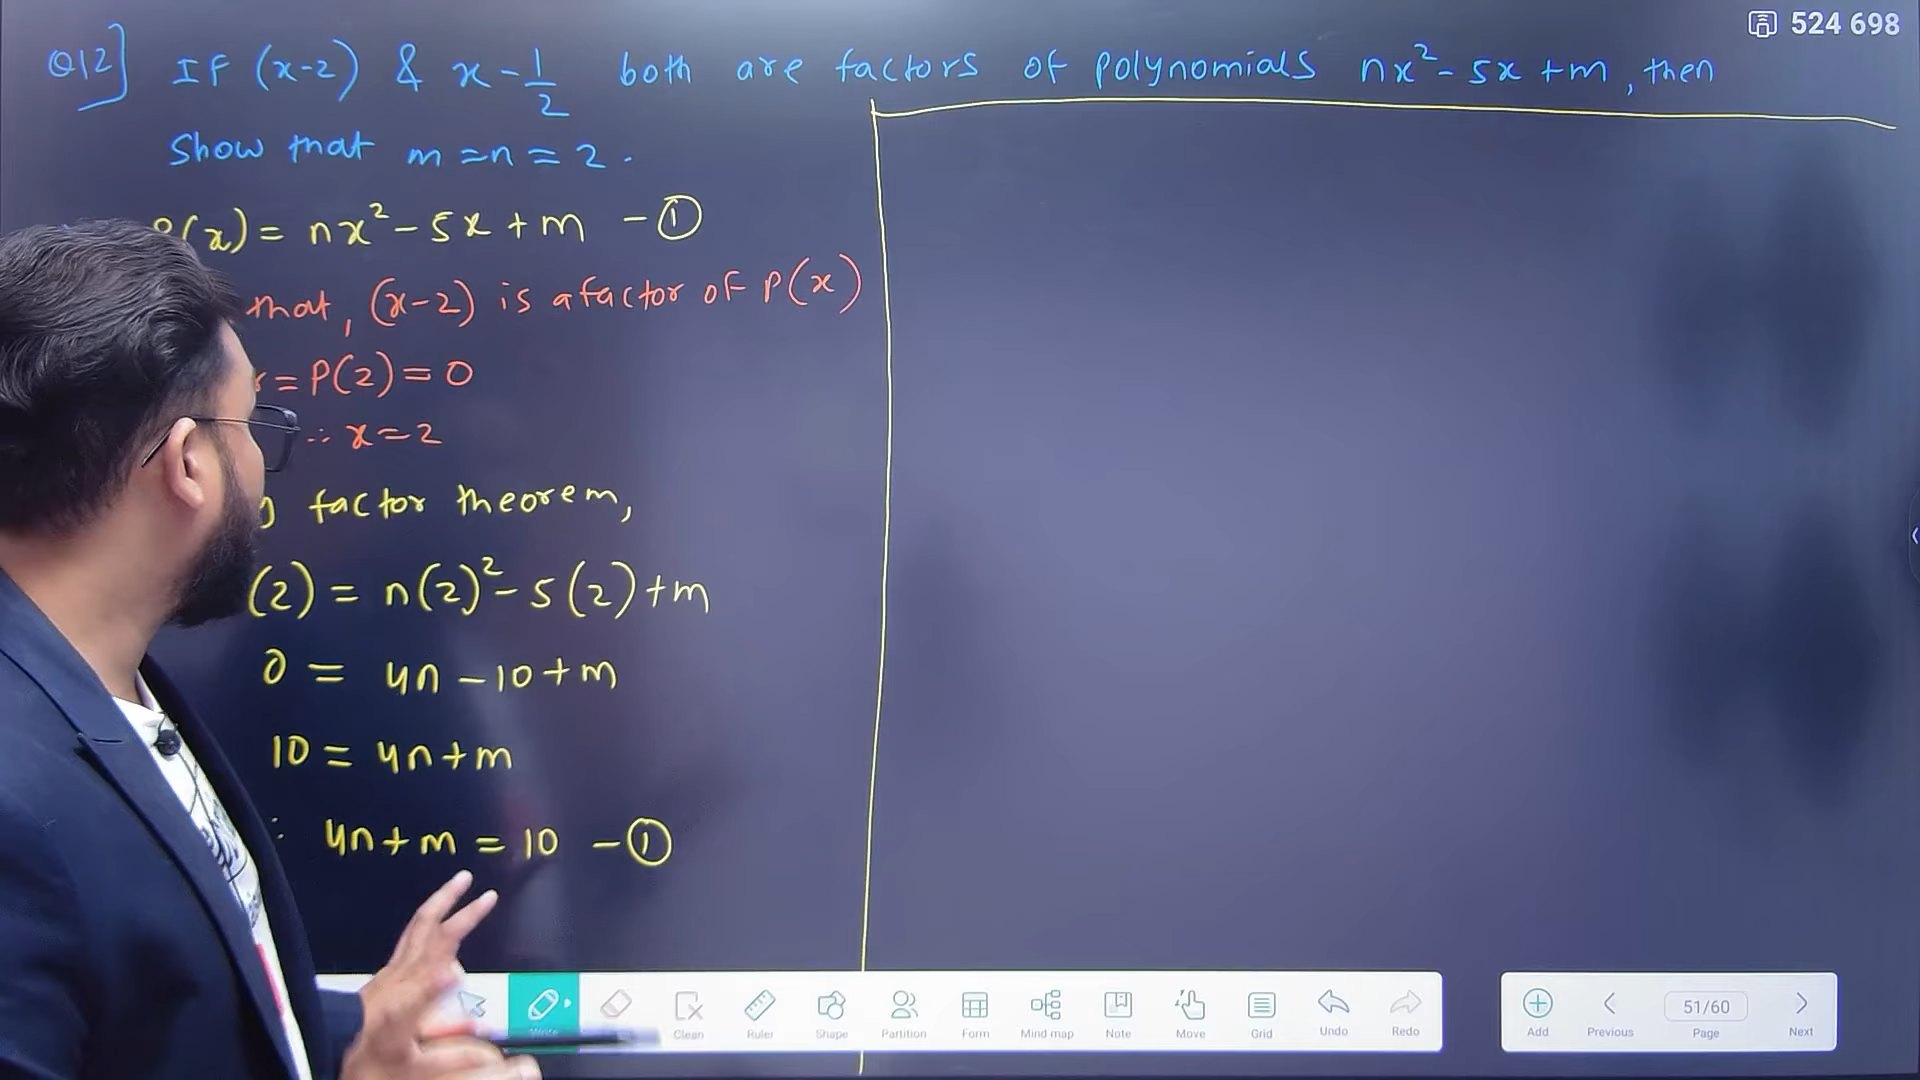 524 698
Q12] IF (x-2) & x - 1/2 both are factors of polynomials nx² - 5x + m, then
Show that m = n = 2.
(x) = nx² - 5x + m - ①
that, (x-2) is a factor of P(x)
= P(2) = 0
∴ x = 2
factor theorem,
(2) = n(2)² - 5(2) + m
0 = 4n - 10 + m
10 = 4n + m
4n + m = 10 - ①
Clean Ruler Shape Partition Form Mind map Note Move Grid Undo Redo
Add Previous 51/60 Page Next